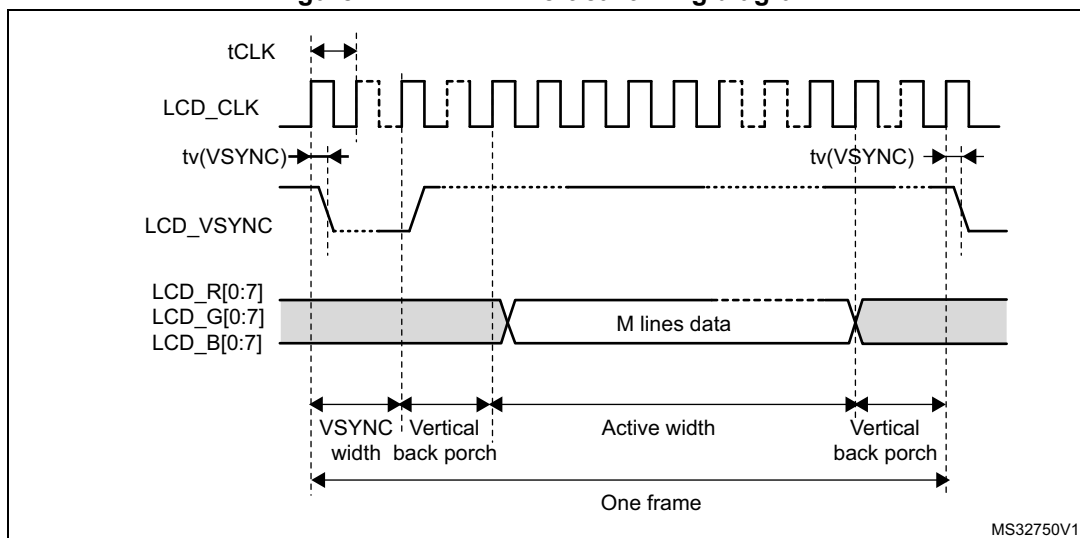 tCLK
LCD_CLK
tv(VSYNC)
tv(VSYNC)
LCD_VSYNC
LCD_R[0:7]
LCD_G[0:7]
LCD_B[0:7]
M lines data
VSYNC width
Vertical back porch
Active width
Vertical back porch
One frame
MS32750V1